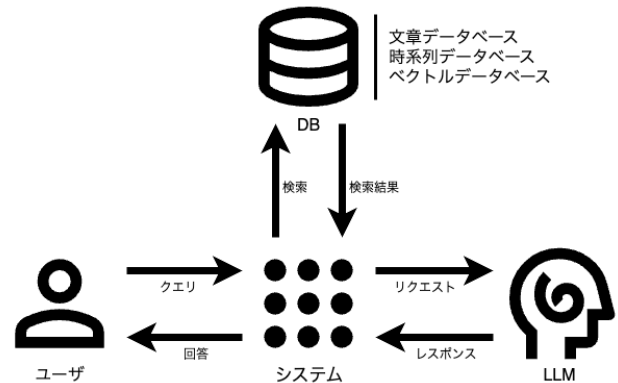 文章データベース
時系列データベース
ベクトルデータベース
DB
検索
検索結果
クエリ
リクエスト
回答
レスポンス
ユーザ
システム
LLM